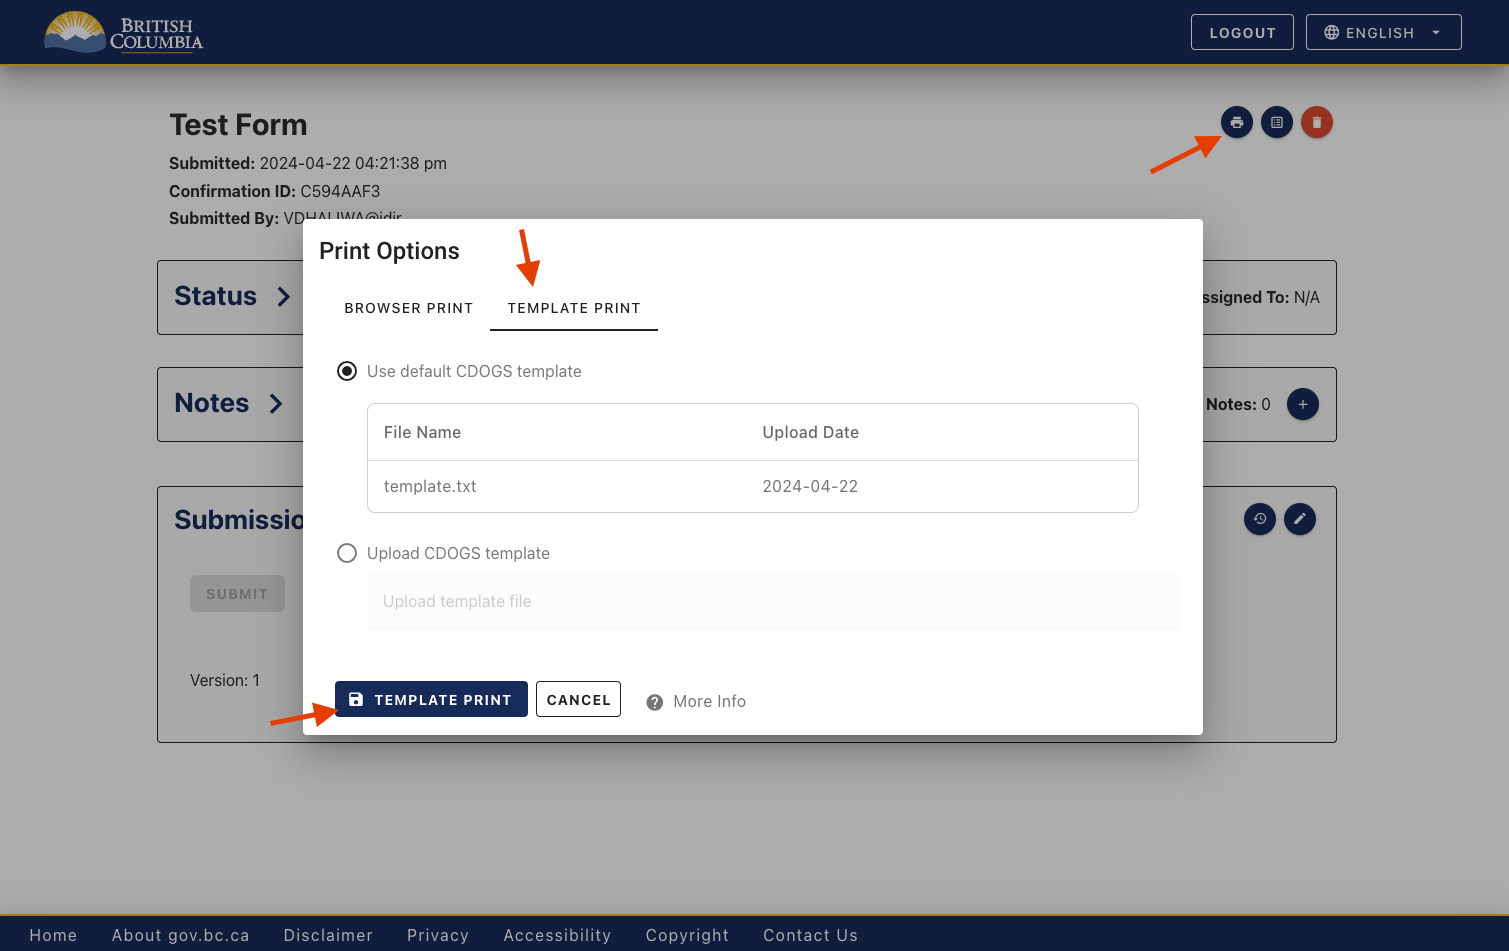 BRITISH
COLUMBIA
LOGOUT
ENGLISH
Test Form
Submitted: 2024-04-22 04:21:38 pm
Confirmation ID: C594AAF3
Submitted By: VDHALIWA@idir
Print Options
BROWSER PRINT TEMPLATE PRINT
Status
ssigned To: N/A
Use default CDOGS template
File Name Upload Date
template.txt 2024-04-22
Notes
Notes: 0
Upload CDOGS template
Upload template file
Submissio
SUBMIT
Version: 1
TEMPLATE PRINT CANCEL More Info
Home About gov.bc.ca Disclaimer Privacy Accessibility Copyright Contact Us